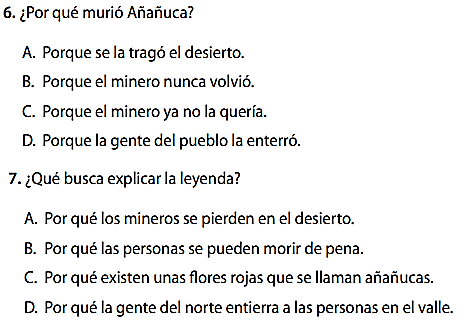 6. ¿Por qué murió Añañuca?
A. Porque se la tragó el desierto.
B. Porque el minero nunca volvió.
C. Porque el minero ya no la quería.
D. Porque la gente del pueblo la enterró.
7. ¿Qué busca explicar la leyenda?
A. Por qué los mineros se pierden en el desierto.
B. Por qué las personas se pueden morir de pena.
C. Por qué existen unas flores rojas que se llaman añañucas.
D. Por qué la gente del norte entierra a las personas en el valle.